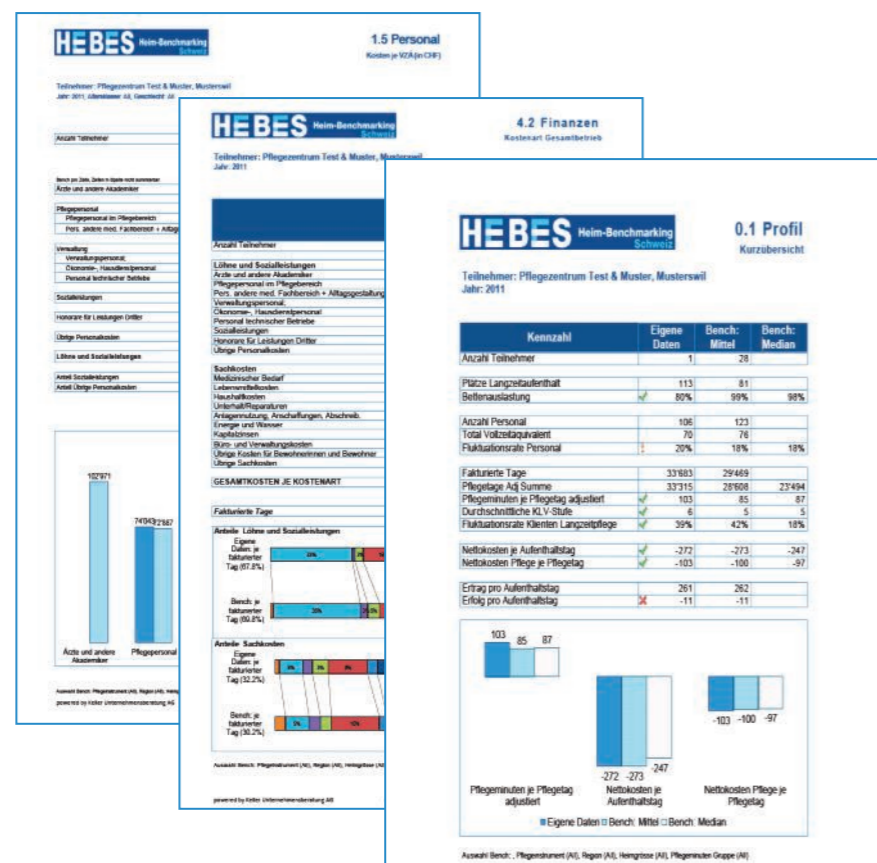 HEBES Heim-Benchmarking Schweiz
1.5 Personal
Kosten je VZÄ (in CHF)
Teilnehmer: Pflegezentrum Test & Muster, Musterswil
Jahr: 2011, Altersklasse: All, Geschlecht: All
Anzahl Teilnehmer
Ärzte und andere Akademiker
Pflegepersonal
Pflegepersonal im Pflegebereich
Pers. andere med. Fachbereich + Alltags
Verwaltung
Verwaltungspersonal;
Ökonomie-, Hausdienstpersonal
Personal technischer Betriebe
Sozialleistungen
Honorare für Leistungen Dritter
Übrige Personalkosten
Löhne und Sozialleistungen
Anteil Sozialleistungen
Anteil Übrige Personalkosten
102'971
Ärzte und andere Akademiker
Pflegepersonal
powered by Keller Unternehmensberatung AG
HEBES Heim-Benchmarking Schweiz
4.2 Finanzen
Kostenart Gesamtbetrieb
Teilnehmer: Pflegezentrum Test & Muster, Musterswil
Jahr: 2011
Anzahl Teilnehmer
Löhne und Sozialleistungen
Ärzte und andere Akademiker
Pflegepersonal im Pflegebereich
Pers. andere med. Fachbereich + Alltagsgestaltung
Verwaltungspersonal;
Ökonomie-, Hausdienstpersonal
Personal technischer Betriebe
Sozialleistungen
Honorare für Leistungen Dritter
Übrige Personalkosten
Sachkosten
Medizinischer Bedarf
Lebensmittelkosten
Haushaltkosten
Unterhalt/Reparaturen
Anlagennutzung, Anschaffungen, Abschreib.
Energie und Wasser
Kapitalzinsen
Büro- und Verwaltungskosten
Übrige Kosten für Bewohnerinnen und Bewohner
Übrige Sachkosten
GESAMTKOSTEN JE KOSTENART
Fakturierte Tage
Anteile Löhne und Sozialleistungen
Eigene
Daten: je
fakturierter
Tag (67.8%)
Bench: je
fakturierter
Tag (69.8%)
Anteile Sachkosten
Eigene
Daten: je
fakturierter
Tag (32.2%)
Bench: je
fakturierter
Tag (30.2%)
powered by Keller Unternehmensberatung AG
HEBES Heim-Benchmarking Schweiz
0.1 Profil
Kurzübersicht
Teilnehmer: Pflegezentrum Test & Muster, Musterswil
Jahr: 2011
Kennzahl Eigene Daten Bench: Mittel Bench: Median
Anzahl Teilnehmer 1 28
Plätze Langzeitaufenthalt 113 81
Bettenauslastung 80% 99% 98%
Anzahl Personal 106 123
Total Vollzeitäquivalent 70 76
Fluktuationsrate Personal ! 20% 18% 18%
Fakturierte Tage 33'683 29'469
Pflegetage Adj Summe 33'315 28'608 23'494
Pflegeminuten je Pflegetag adjustiert 103 85 87
Durchschnittliche KLV-Stufe 6 5 5
Fluktuationsrate Klienten Langzeitpflege 39% 42% 18%
Nettokosten je Aufenthaltstag -272 -273 -247
Nettokosten Pflege je Pflegetag -103 -100 -97
Ertrag pro Aufenthaltstag 261 262
Erfolg pro Aufenthaltstag -11 -11
103 85 87
-272 -273 -247
-103 -100 -97
Pflegeminuten je Pflegetag adjustiert
Nettokosten je Aufenthaltstag
Nettokosten Pflege je Pflegetag
Eigene Daten Bench: Mittel Bench: Median
Auswahl Bench: , Pflegeinstrument (All), Region (All), Heimgrösse (All), Pflegeminuten Gruppe (All)